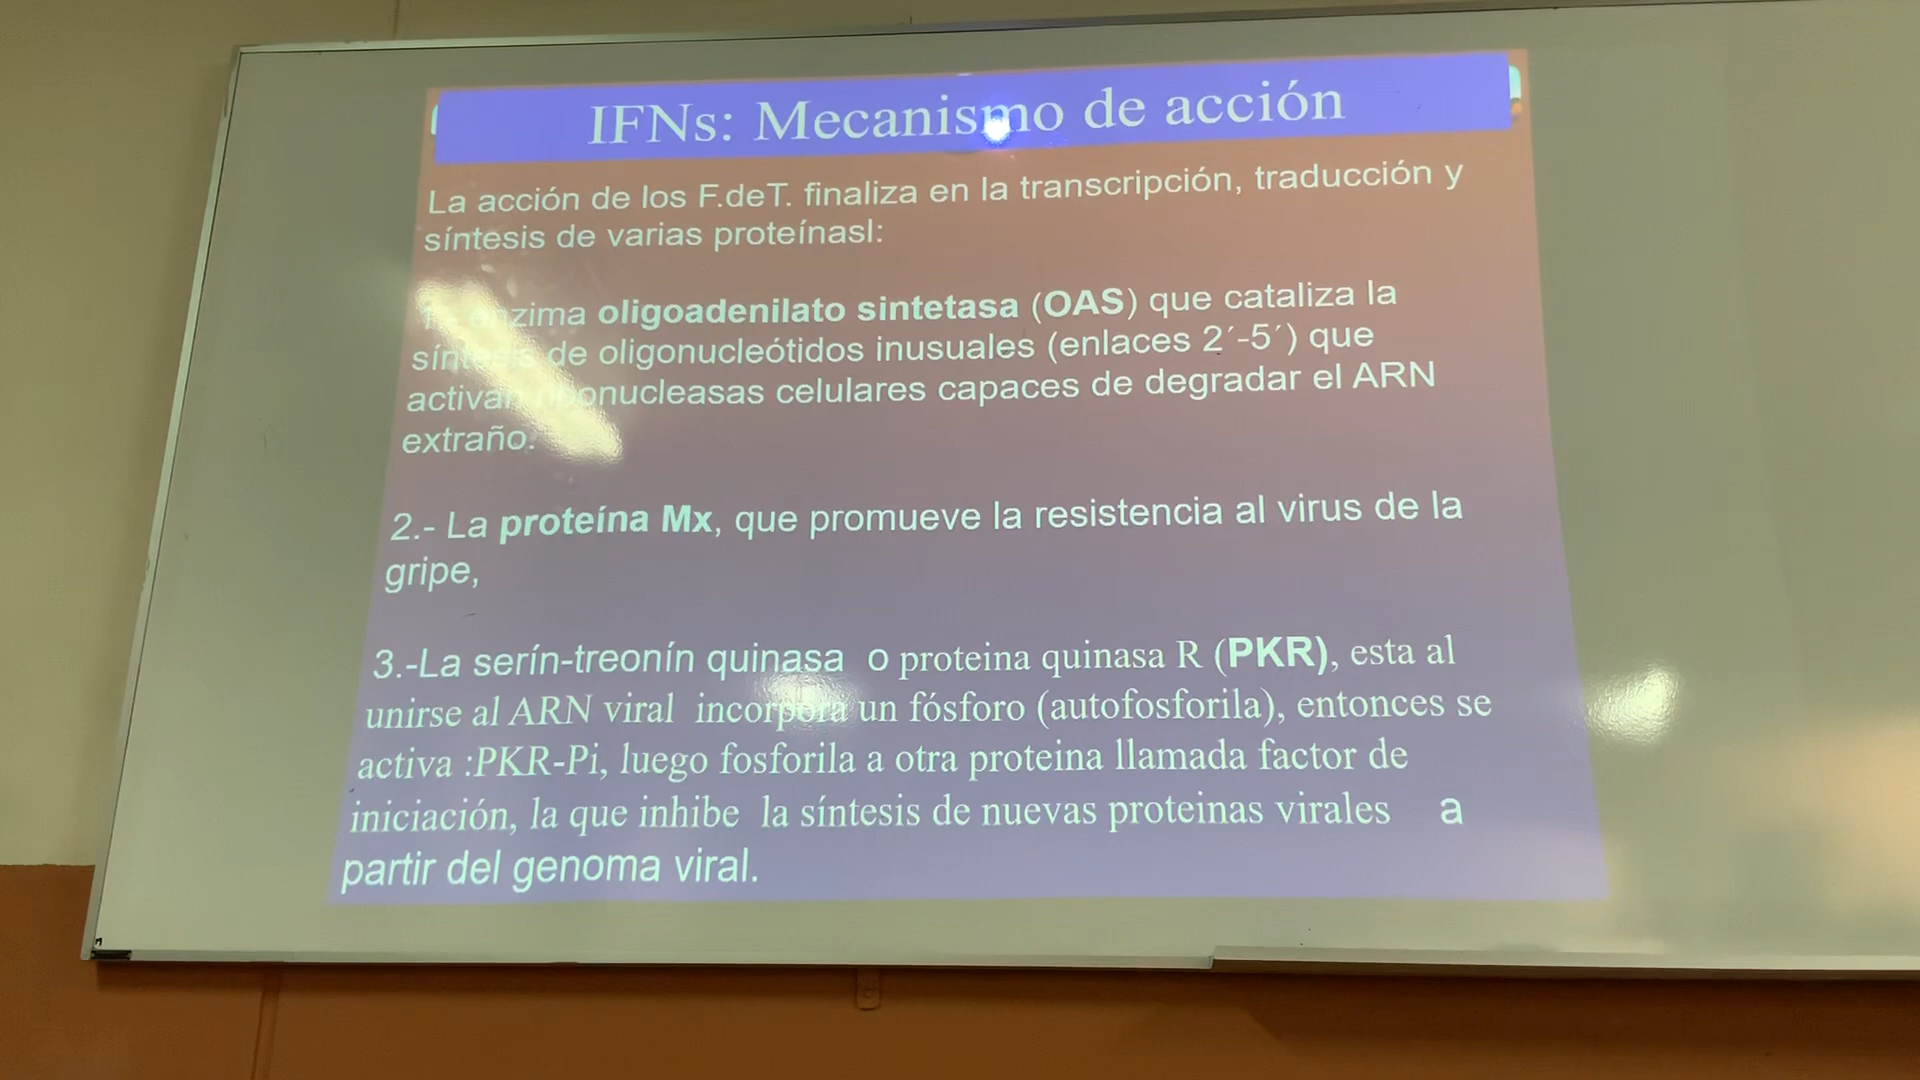 IFNs: Mecanismo de acción
La acción de los F.deT. finaliza en la transcripción, traducción y
síntesis de varias proteínasl:
oligoadenilato sintetasa (OAS) que cataliza la
de oligonucleótidos inusuales (enlaces 2´-5´) que
celulares capaces de degradar el ARN
extraño.
2.- La proteína Mx, que promueve la resistencia al virus de la
gripe,
3.-La serín-treonín quinasa o proteina quinasa R (PKR), esta al
unirse al ARN viral incorpora un fósforo (autofosforila), entonces se
activa :PKR-Pi, luego fosforila a otra proteina llamada factor de
iniciación, la que inhibe la síntesis de nuevas proteinas virales a
partir del genoma viral.